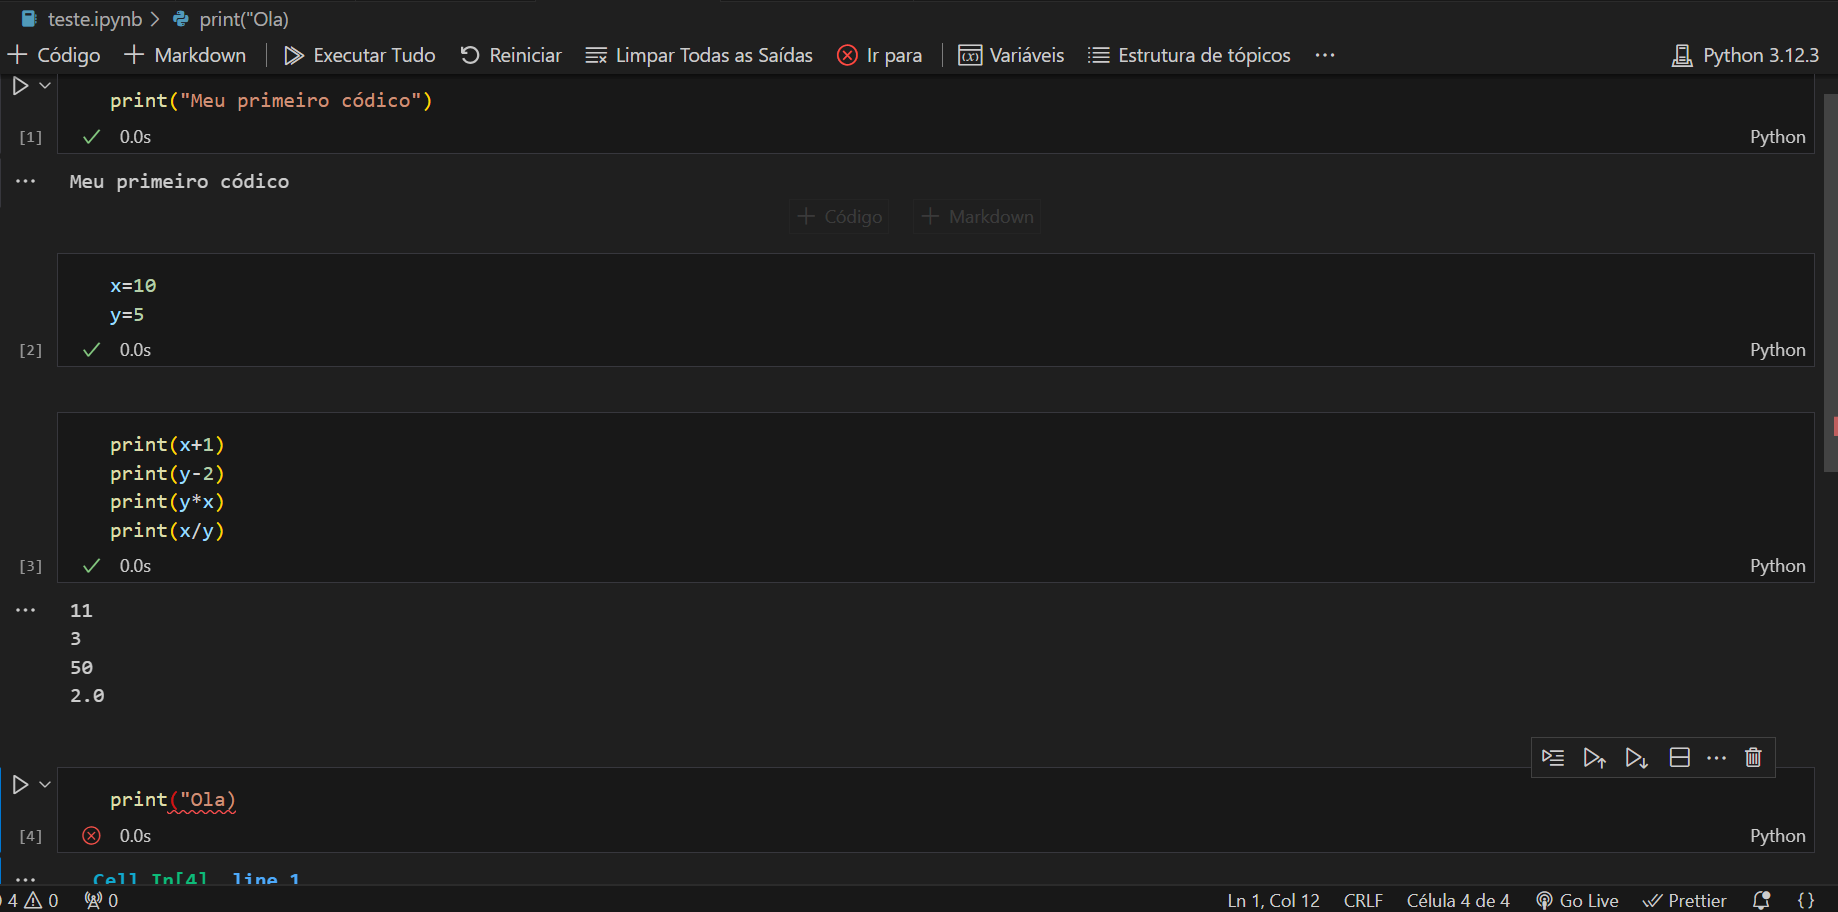 teste.ipynb > print("Ola)
+ Código + Markdown Executar Tudo Reiniciar Limpar Todas as Saídas Ir para Variáveis Estrutura de tópicos ... Python 3.12.3
print("Meu primeiro códico")
[1] 0.0s Python
Meu primeiro códico
+ Código + Markdown
x=10
y=5
[2] 0.0s Python
print(x+1)
print(y-2)
print(y*x)
print(x/y)
[3] 0.0s Python
11
3
50
2.0
print("Ola)
[4] 0.0s Python
Cell In[4], line 1
4 0 0 Ln 1, Col 12 CRLF Célula 4 de 4 Go Live Prettier {}